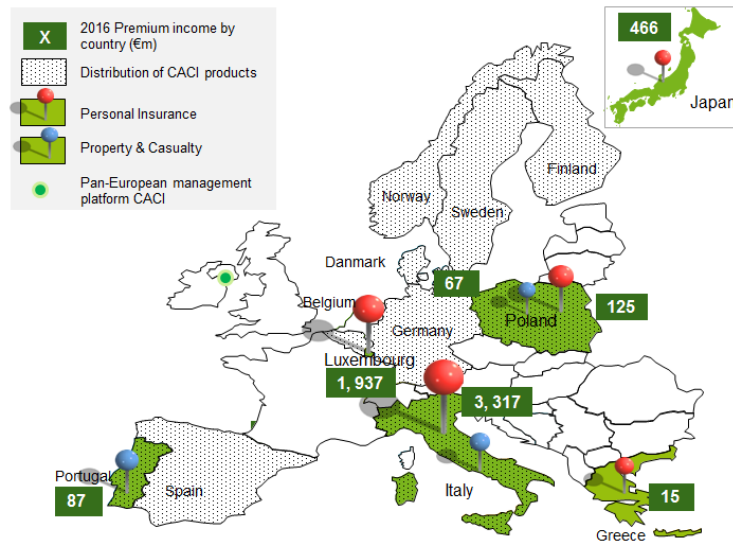 X
2016 Premium income by
country (€m)
Distribution of CACI products
Personal Insurance
Property & Casualty
Pan-European management
platform CACI
466
Japan
Finland
Norway
Sweden
Danmark
67
Belgium
125
Poland
Germany
Luxembourg
1, 937
3, 317
Portugal
87
Spain
Italy
15
Greece